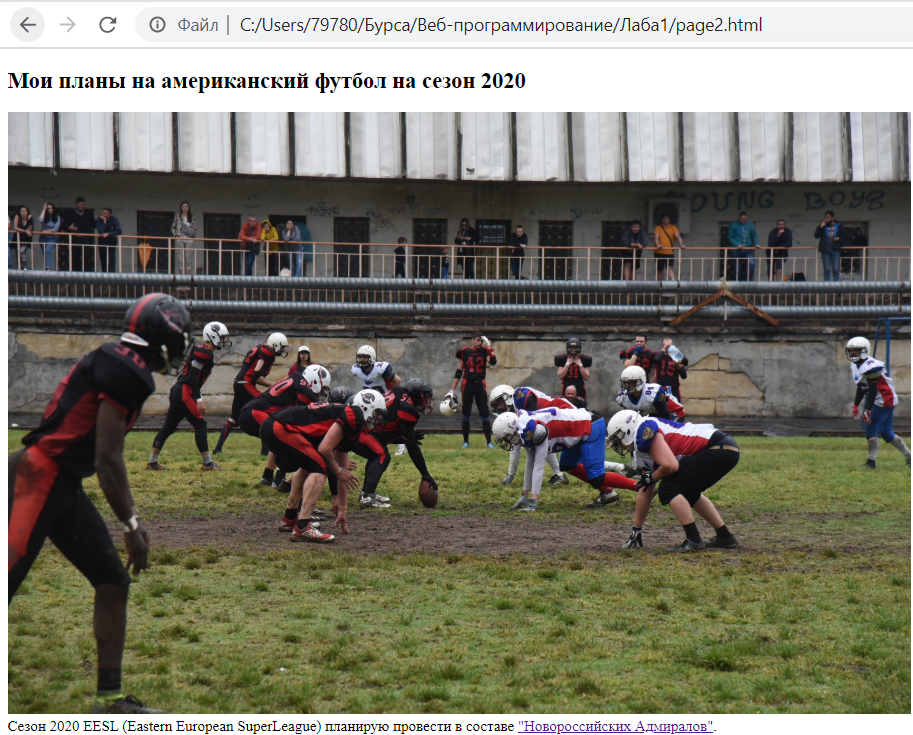 Файл | C:/Users/79780/Бурса/Веб-программирование/Лаба1/page2.html
Мои планы на американский футбол на сезон 2020
YOUNG BOYS
Сезон 2020 EESL (Eastern European SuperLeague) планирую провести в составе "Новороссийских Адмиралов".